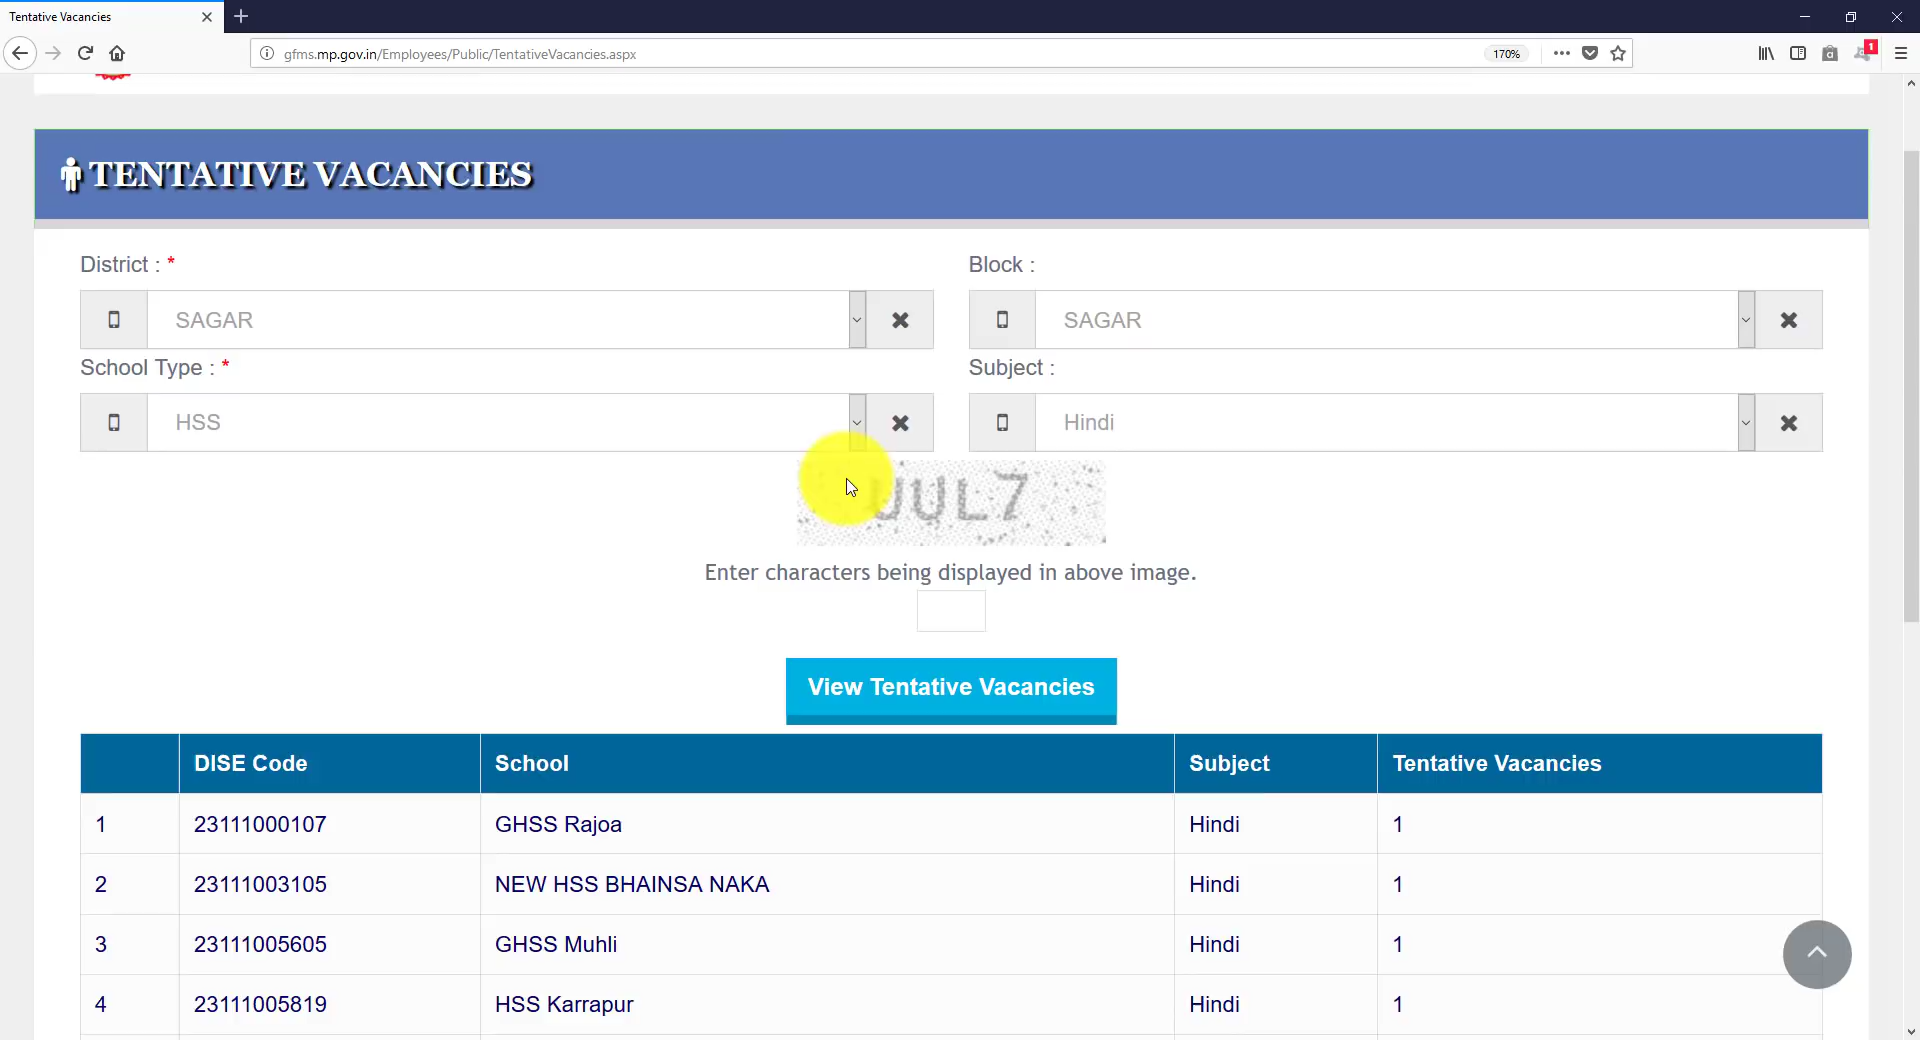 Tentative Vacancies
gfms.mp.gov.in/Employees/Public/TentativeVacancies.aspx 170% 1
TENTATIVE VACANCIES
District : * Block :
SAGAR SAGAR
School Type : * Subject :
HSS Hindi
Enter characters being displayed in above image.
View Tentative Vacancies
DISE Code School Subject Tentative Vacancies
1 23111000107 GHSS Rajoa Hindi 1
2 23111003105 NEW HSS BHAINSA NAKA Hindi 1
3 23111005605 GHSS Muhli Hindi 1
4 23111005819 HSS Karrapur Hindi 1